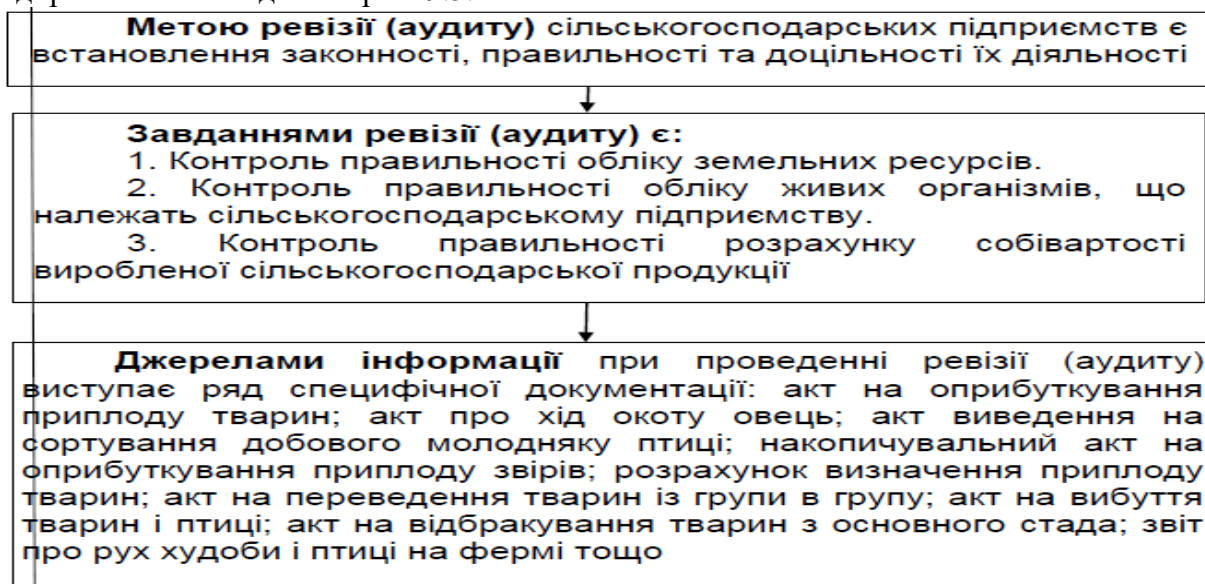 Метою ревізії (аудиту) сільськогосподарських підприємств є
встановлення законності, правильності та доцільності їх діяльності
Завданнями ревізії (аудиту) є:
1. Контроль правильності обліку земельних ресурсів.
2. Контроль правильності обліку живих організмів, що
належать сільськогосподарському підприємству.
3. Контроль правильності розрахунку собівартості
виробленої сільськогосподарської продукції
Джерелами інформації при проведенні ревізії (аудиту)
виступає ряд специфічної документації: акт на оприбуткування
приплоду тварин; акт про хід окоту овець; акт виведення на
сортування добового молодняку птиці; накопичувальний акт на
оприбуткування приплоду звірів; розрахунок визначення приплоду
тварин; акт на переведення тварин із групи в групу; акт на вибуття
тварин і птиці; акт на відбракування тварин з основного стада; звіт
про рух худоби і птиці на фермі тощо